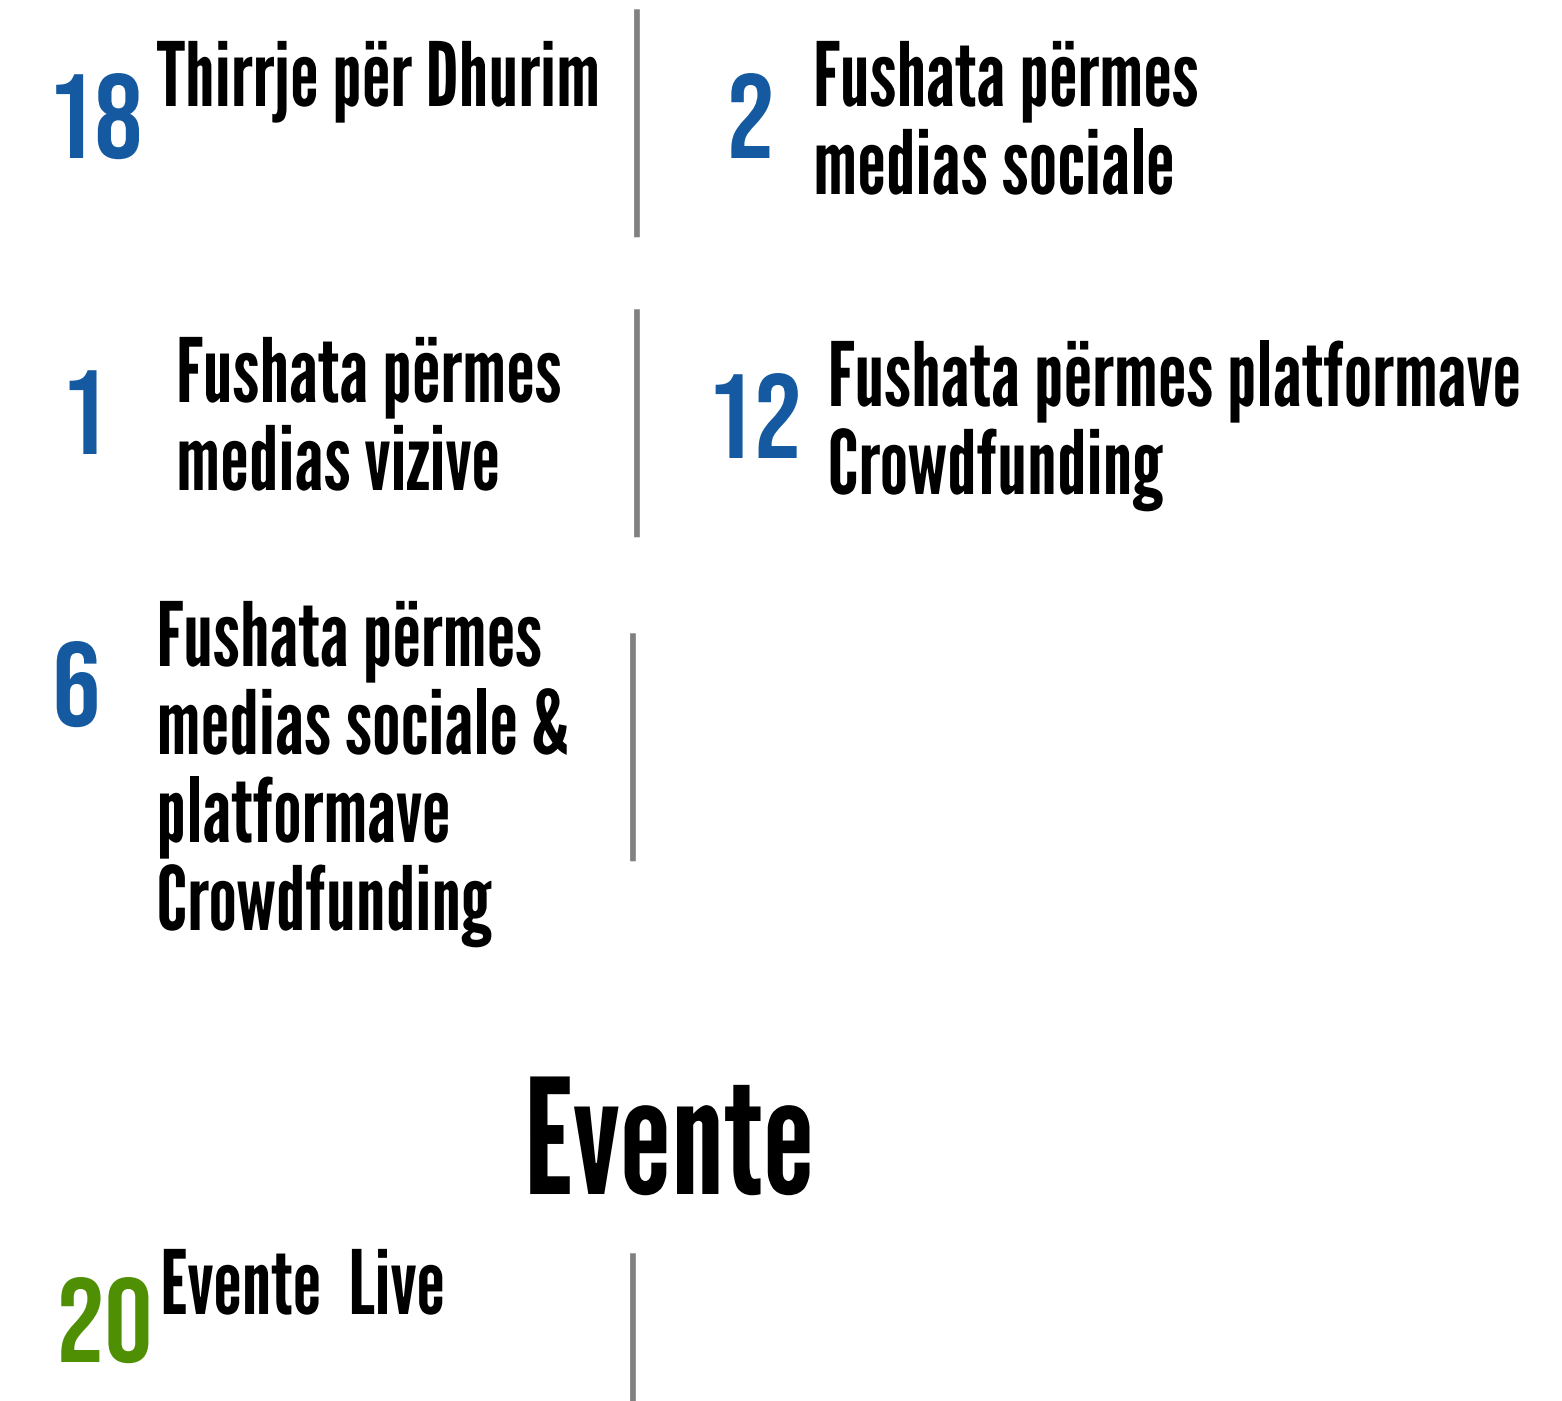 18
Thirrje për Dhurim
2
Fushata përmes
medias sociale
1
Fushata përmes
medias vizive
12
Fushata përmes platformave
Crowdfunding
6
Fushata përmes
medias sociale &
platformave
Crowdfunding
Evente
20
Evente Live